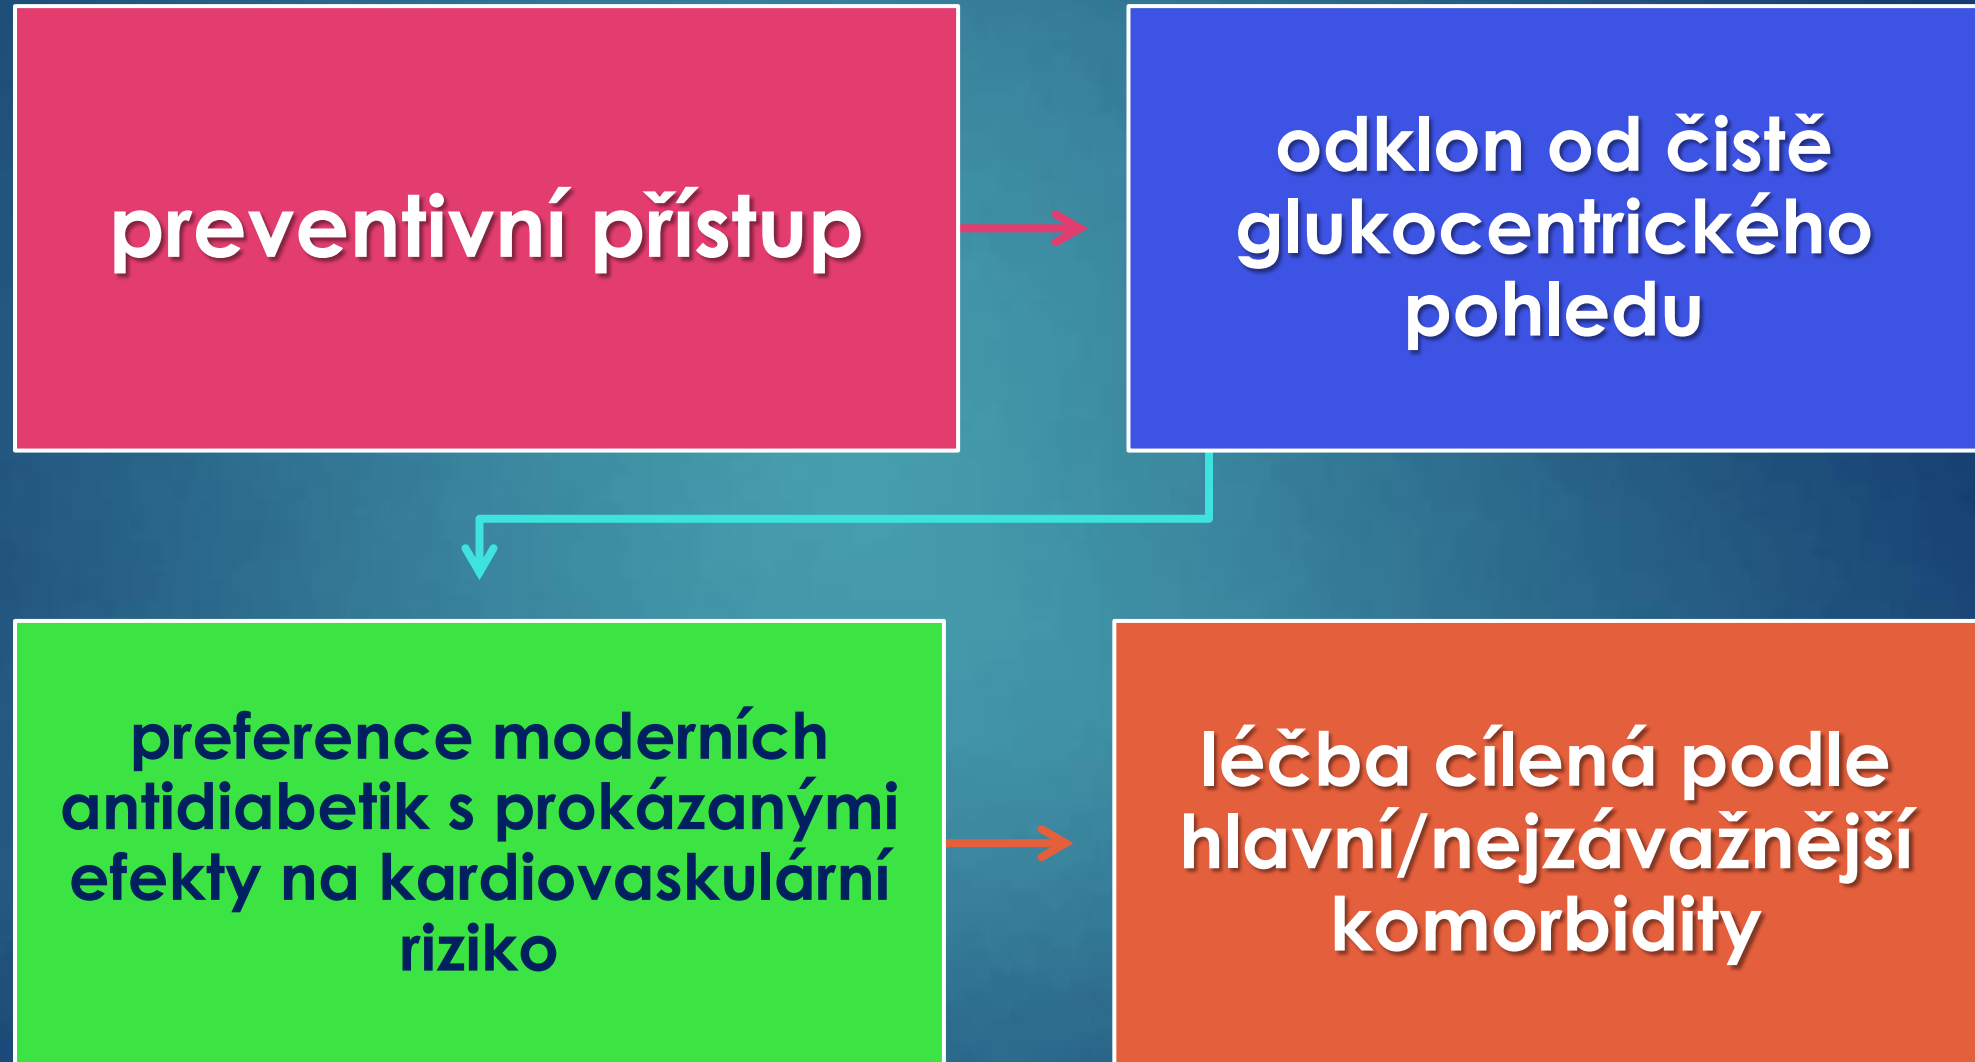 preventivní přístup
odklon od čistě
glukocentrického
pohledu
preference moderních
antidiabetik s prokázanými
efekty na kardiovaskulární
riziko
léčba cílená podle
hlavní/nejzávažnější
komorbidity